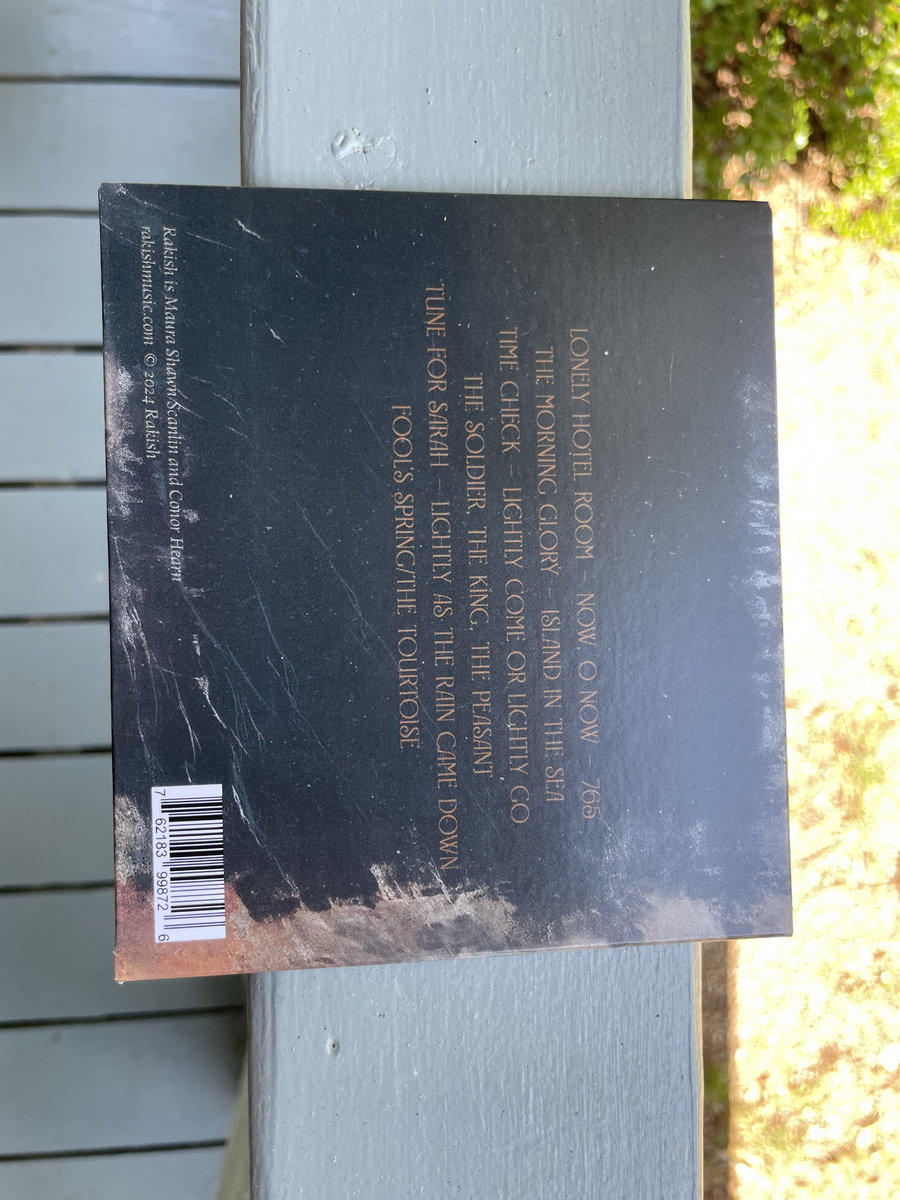 LONELY HOTEL ROOM – NOW, O NOW – 765
THE MORNING GLORY – ISLAND IN THE SEA
TIME CHECK – LIGHTLY COME OR LIGHTLY GO
THE SOLDIER, THE KING, THE PEASANT
TUNE FOR SARAH – LIGHTLY AS THE RAIN CAME DOWN
FOOL'S SPRING/THE TOURTOISE
Rakish is Maura Shawn Scanlin and Conor Hearn
rakishmusic.com © 2024 Rakish
7 62183 99872 6